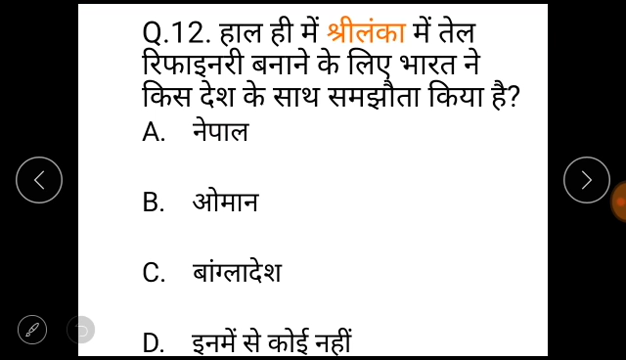 Q.12. हाल ही में श्रीलंका में तेल
रिफाइनरी बनाने के लिए भारत ने
किस देश के साथ समझौता किया है?
A. नेपाल
B. ओमान
C. बांग्लादेश
D. इनमें से कोई नहीं